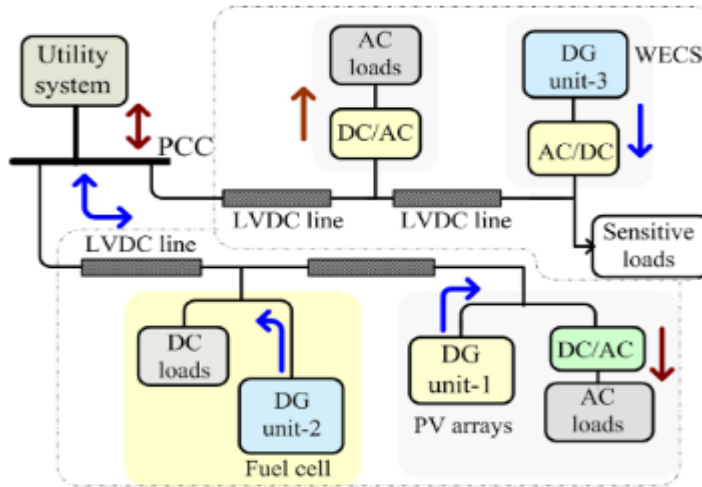 Utility
system
PCC
AC
loads
DC/AC
DG
unit-3
WECS
AC/DC
LVDC line
LVDC line
Sensitive
loads
LVDC line
DC
loads
DG
unit-2
Fuel cell
DG
unit-1
PV arrays
DC/AC
AC
loads